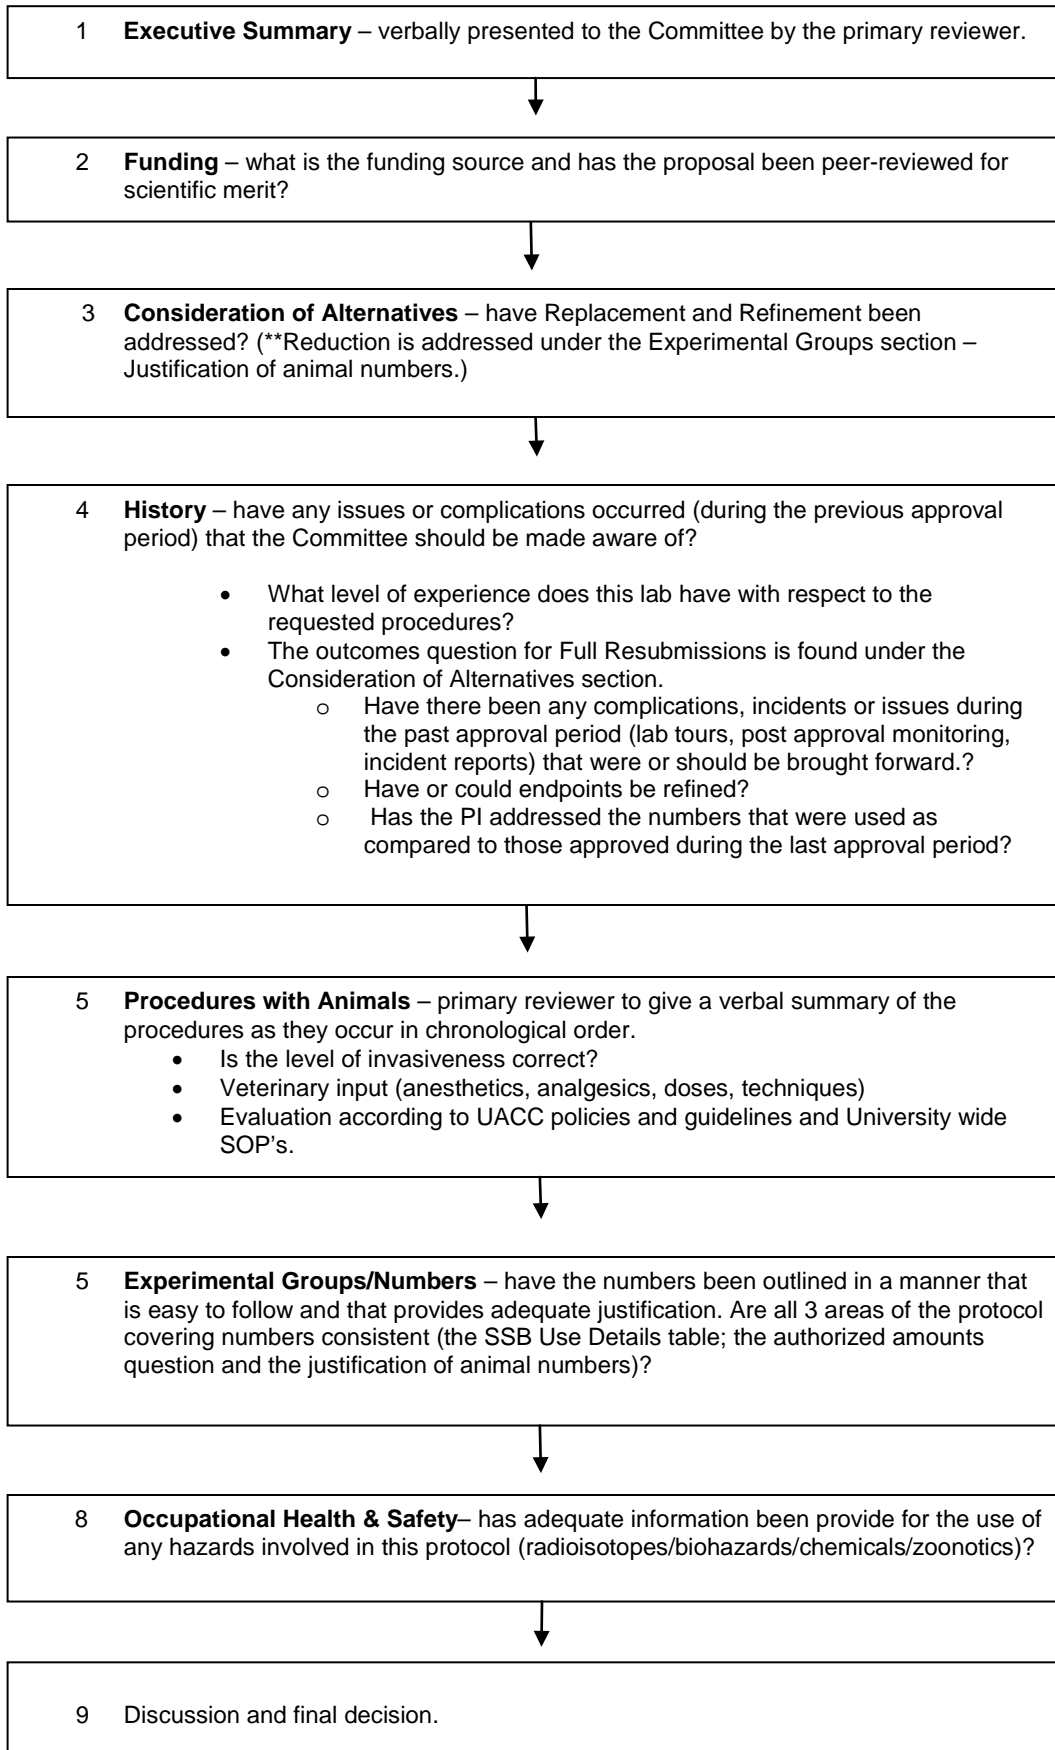 1 Executive Summary – verbally presented to the Committee by the primary reviewer.
2 Funding – what is the funding source and has the proposal been peer-reviewed for
scientific merit?
3 Consideration of Alternatives – have Replacement and Refinement been
addressed? (**Reduction is addressed under the Experimental Groups section –
Justification of animal numbers.)
4 History – have any issues or complications occurred (during the previous approval
period) that the Committee should be made aware of?
• What level of experience does this lab have with respect to the
requested procedures?
• The outcomes question for Full Resubmissions is found under the
Consideration of Alternatives section.
o Have there been any complications, incidents or issues during
the past approval period (lab tours, post approval monitoring,
incident reports) that were or should be brought forward.?
o Have or could endpoints be refined?
o Has the PI addressed the numbers that were used as
compared to those approved during the last approval period?
5 Procedures with Animals – primary reviewer to give a verbal summary of the
procedures as they occur in chronological order.
• Is the level of invasiveness correct?
• Veterinary input (anesthetics, analgesics, doses, techniques)
• Evaluation according to UACC policies and guidelines and University wide
SOP's.
5 Experimental Groups/Numbers – have the numbers been outlined in a manner that
is easy to follow and that provides adequate justification. Are all 3 areas of the protocol
covering numbers consistent (the SSB Use Details table; the authorized amounts
question and the justification of animal numbers)?
8 Occupational Health & Safety– has adequate information been provide for the use of
any hazards involved in this protocol (radioisotopes/biohazards/chemicals/zoonotics)?
9 Discussion and final decision.